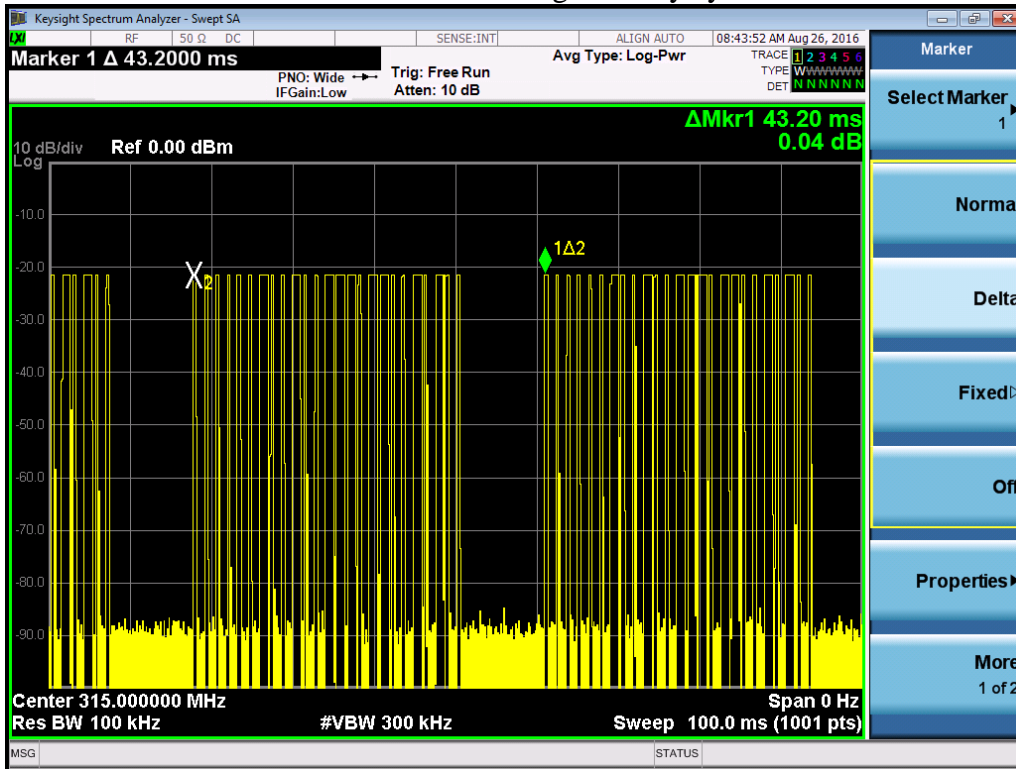 Keysight Spectrum Analyzer - Swept SA
LXI RF 50 Ω DC SENSE:INT ALIGN AUTO 08:43:52 AM Aug 26, 2016
Marker 1 Δ 43.2000 ms
PNO: Wide
IFGain:Low
Trig: Free Run
Atten: 10 dB
Avg Type: Log-Pwr
TRACE 1 2 3 4 5 6
TYPE WWWWWW
DET N N N N N N
ΔMkr1 43.20 ms
0.04 dB
10 dB/div Ref 0.00 dBm
Log
-10.0
-20.0
-30.0
-40.0
-50.0
-60.0
-70.0
-80.0
-90.0
X2
1Δ2
Center 315.000000 MHz Span 0 Hz
Res BW 100 kHz #VBW 300 kHz Sweep 100.0 ms (1001 pts)
MSG STATUS
Marker
Select Marker
1
Norma
Delta
Fixed
Off
Properties
More
1 of 2